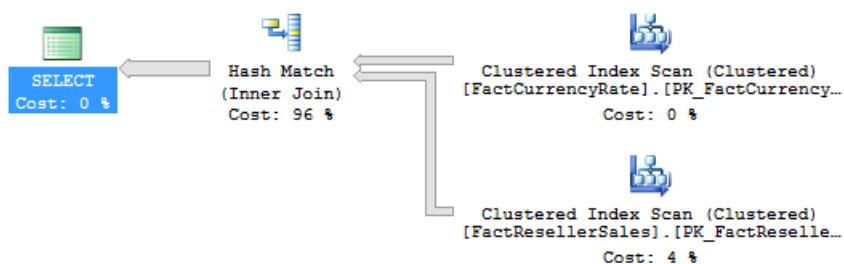 SELECT
Cost: 0 %
Hash Match
(Inner Join)
Cost: 96 %
Clustered Index Scan (Clustered)
[FactCurrencyRate].[PK_FactCurrency…
Cost: 0 %
Clustered Index Scan (Clustered)
[FactResellerSales].[PK_FactReselle…
Cost: 4 %